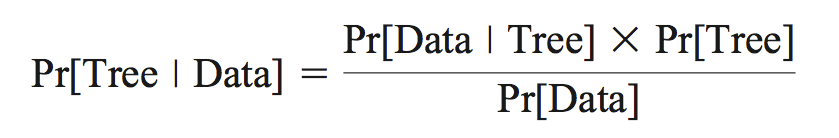 Pr[Tree | Data] = Pr[Data | Tree] × Pr[Tree] / Pr[Data]